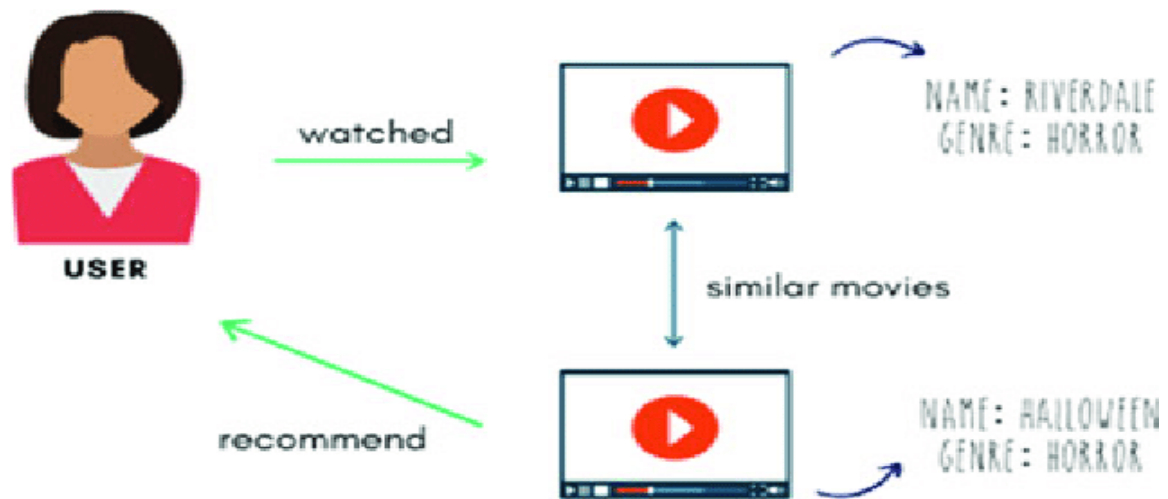 watched
NAME: RIVERDALE
GENRE: HORROR
USER
similar movies
recommend
NAME: HALLOWEEN
GENRE: HORROR